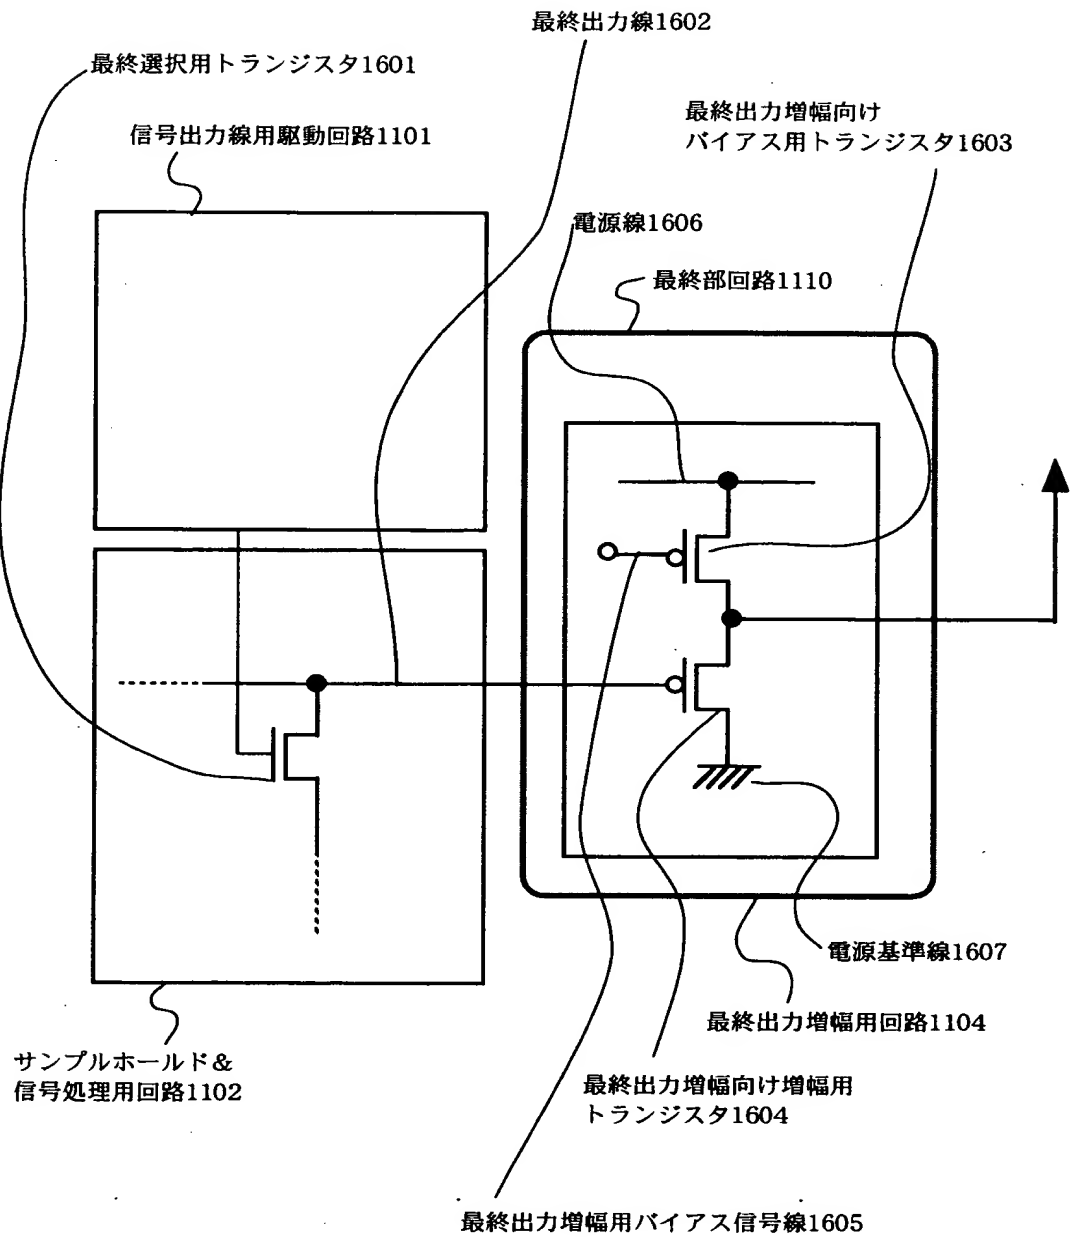 最終出力線1602
最終選択用トランジスタ1601
最終出力増幅向け
バイアス用トランジスタ1603
信号出力線用駆動回路1101
電源線1606
最終部回路1110
電源基準線1607
最終出力増幅用回路1104
サンプルホールド&
信号処理用回路1102
最終出力増幅向け増幅用
トランジスタ1604
最終出力増幅用バイアス信号線1605